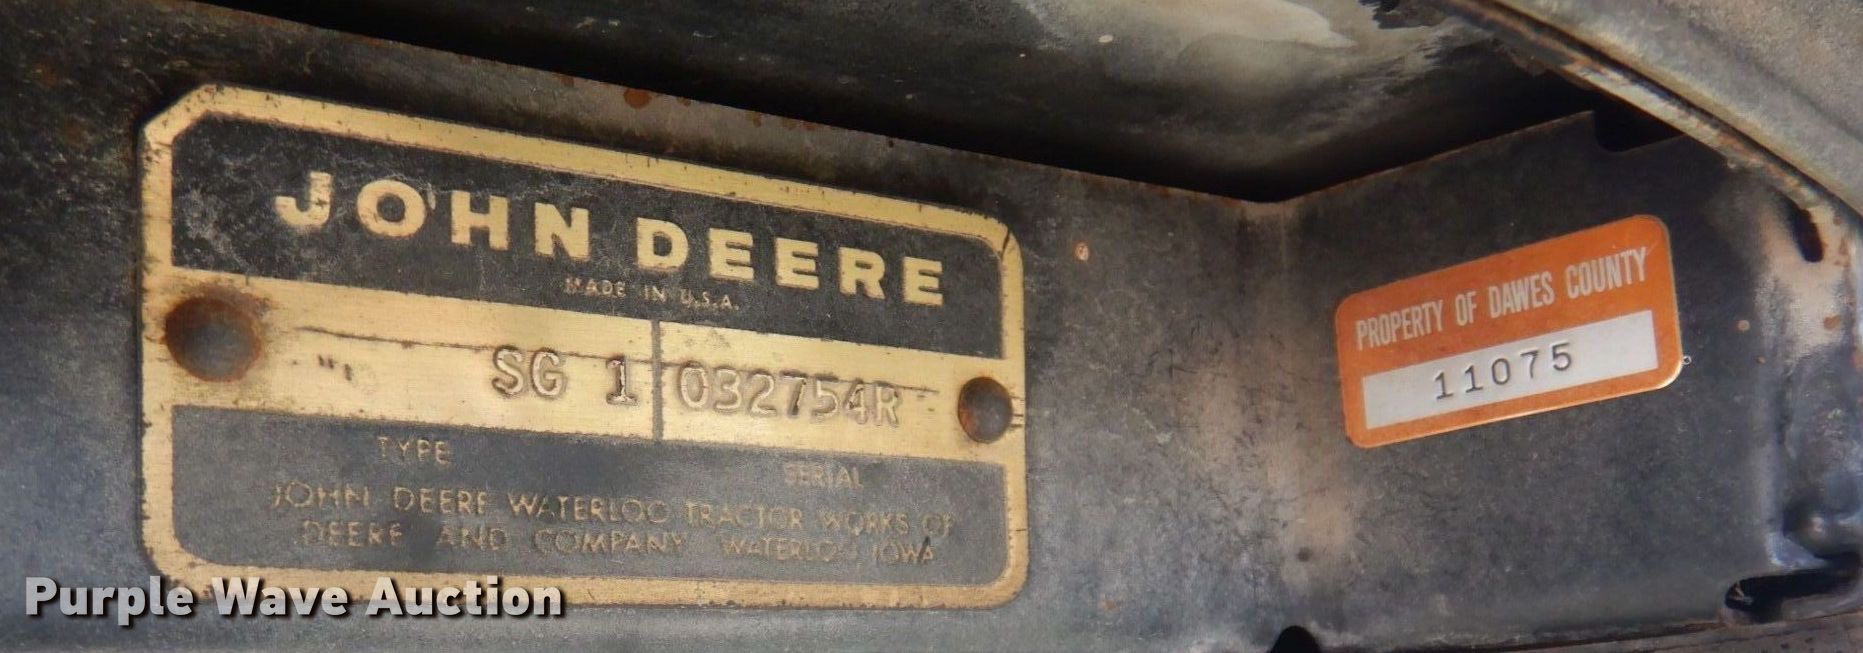 JOHN DEERE
MADE IN U.S.A.
SG 1 032754R
TYPE SERIAL
JOHN DEERE WATERLOO TRACTOR WORKS OF
DEERE AND COMPANY WATERLOO IOWA
PROPERTY OF DAWES COUNTY
11075
Purple Wave Auction